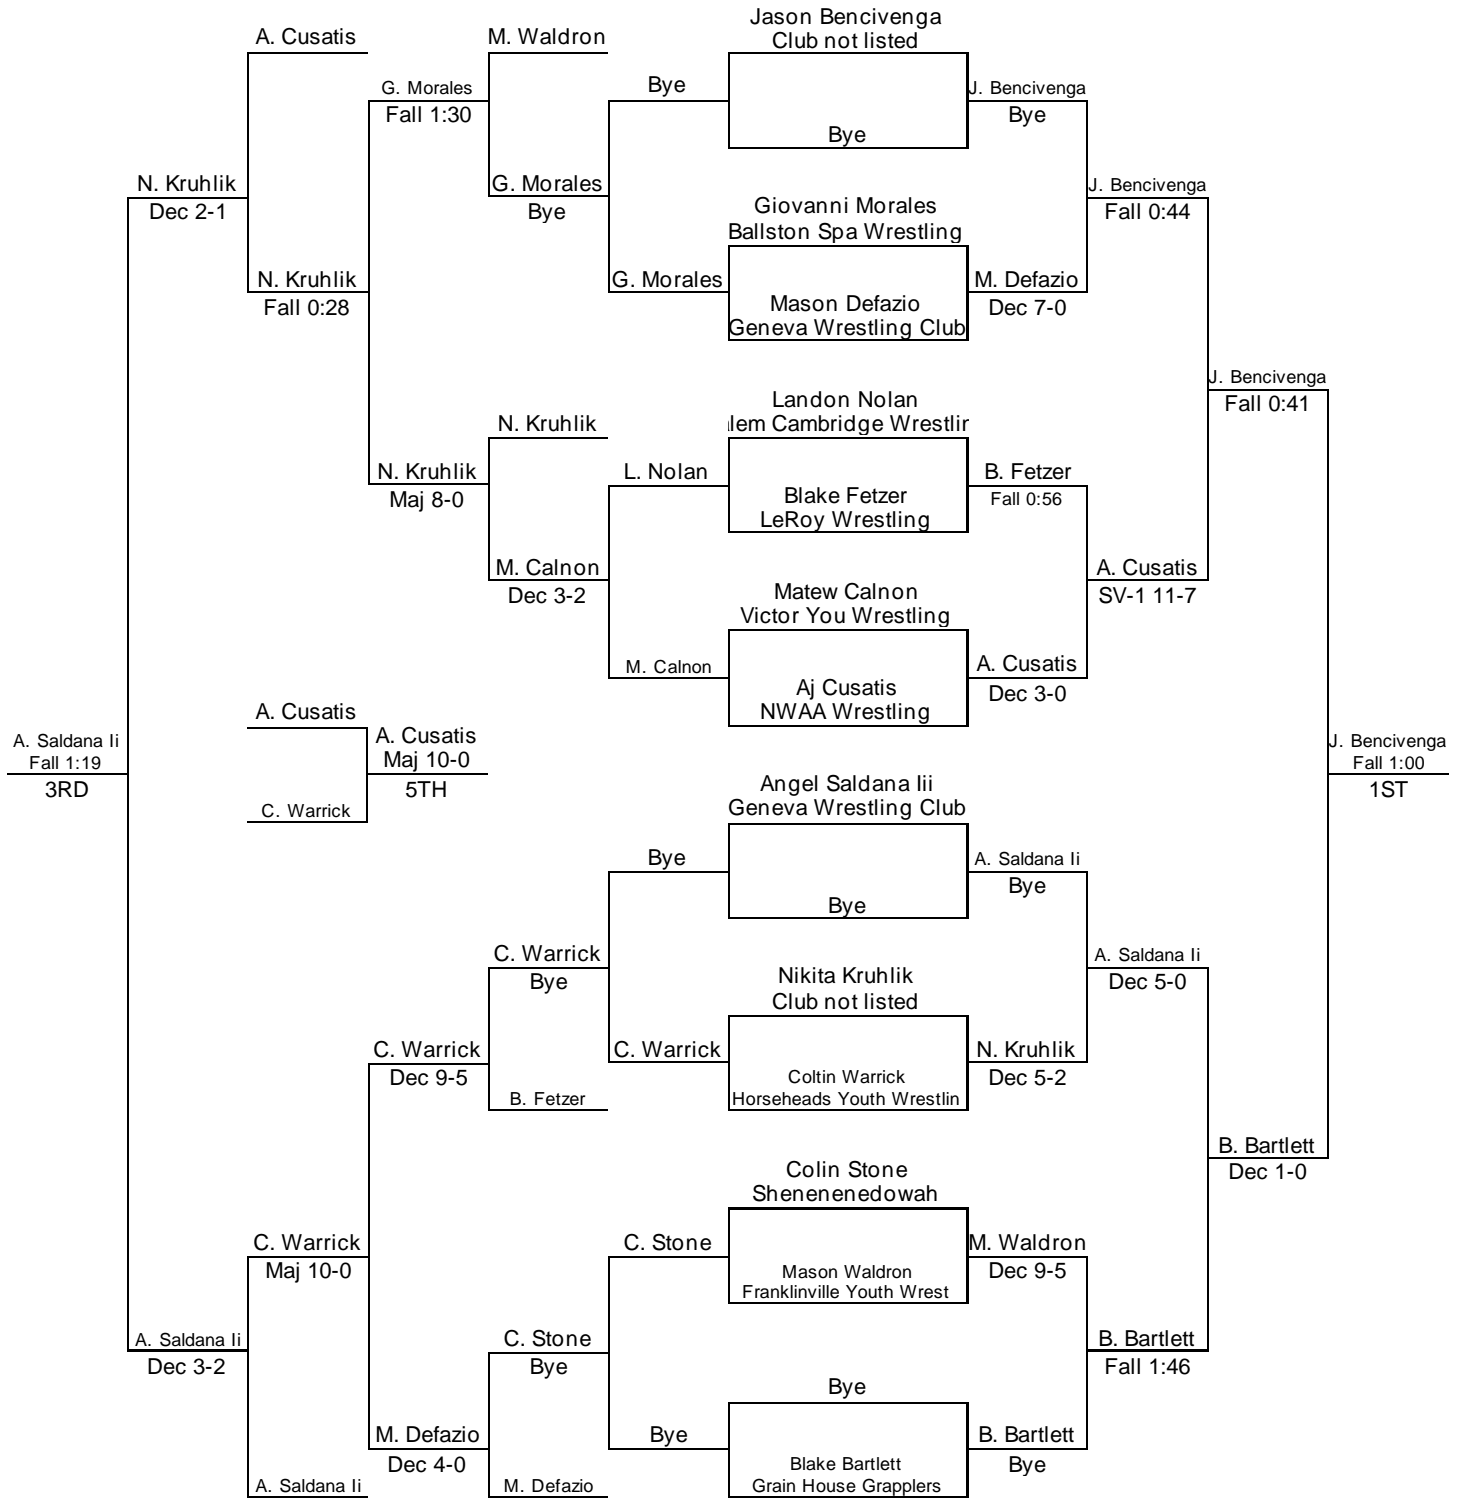 Jason Bencivenga
Club not listed
A. Cusatis
M. Waldron
Bye
G. Morales
Fall 1:30
J. Bencivenga
Bye
Bye
N. Kruhlik
Dec 2-1
G. Morales
Bye
J. Bencivenga
Fall 0:44
Giovanni Morales
Ballston Spa Wrestling
N. Kruhlik
Fall 0:28
G. Morales
Mason Defazio
Geneva Wrestling Club
M. Defazio
Dec 7-0
J. Bencivenga
Fall 0:41
Landon Nolan
lem Cambridge Wrestlin
N. Kruhlik
N. Kruhlik
Maj 8-0
L. Nolan
Blake Fetzer
LeRoy Wrestling
B. Fetzer
Fall 0:56
M. Calnon
Dec 3-2
A. Cusatis
SV-1 11-7
Matew Calnon
Victor You Wrestling
M. Calnon
Aj Cusatis
NWAA Wrestling
A. Cusatis
Dec 3-0
A. Cusatis
A. Cusatis
Maj 10-0
5TH
C. Warrick
A. Saldana Ii
Fall 1:19
3RD
J. Bencivenga
Fall 1:00
1ST
Angel Saldana Iii
Geneva Wrestling Club
Bye
Bye
A. Saldana Ii
Bye
C. Warrick
Bye
A. Saldana Ii
Dec 5-0
Nikita Kruhlik
Club not listed
C. Warrick
Dec 9-5
C. Warrick
Coltin Warrick
Horseheads Youth Wrestlin
N. Kruhlik
Dec 5-2
B. Fetzer
B. Bartlett
Dec 1-0
Colin Stone
Shenenenedowah
C. Warrick
Maj 10-0
C. Stone
Mason Waldron
Franklinville Youth Wrest
M. Waldron
Dec 9-5
A. Saldana Ii
Dec 3-2
C. Stone
Bye
B. Bartlett
Fall 1:46
Bye
M. Defazio
Dec 4-0
Bye
Blake Bartlett
Grain House Grapplers
B. Bartlett
Bye
A. Saldana Ii
M. Defazio